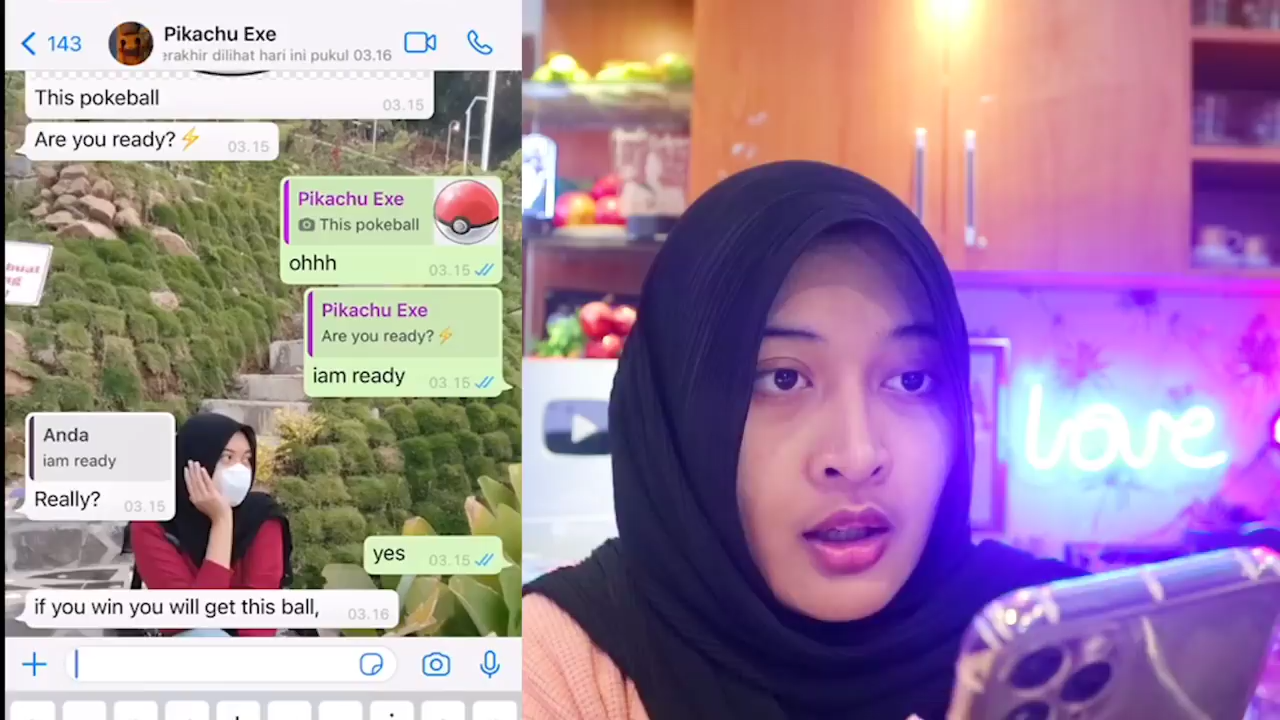 143
Pikachu Exe
erakhir dilihat hari ini pukul 03.16
This pokeball
03.15
Are you ready?⚡
03.15
Pikachu Exe
This pokeball
ohhh
03.15
Pikachu Exe
Are you ready?⚡
iam ready
03.15
Anda
iam ready
Really?
03.15
yes
03.15
if you win you will get this ball,
03.16
love